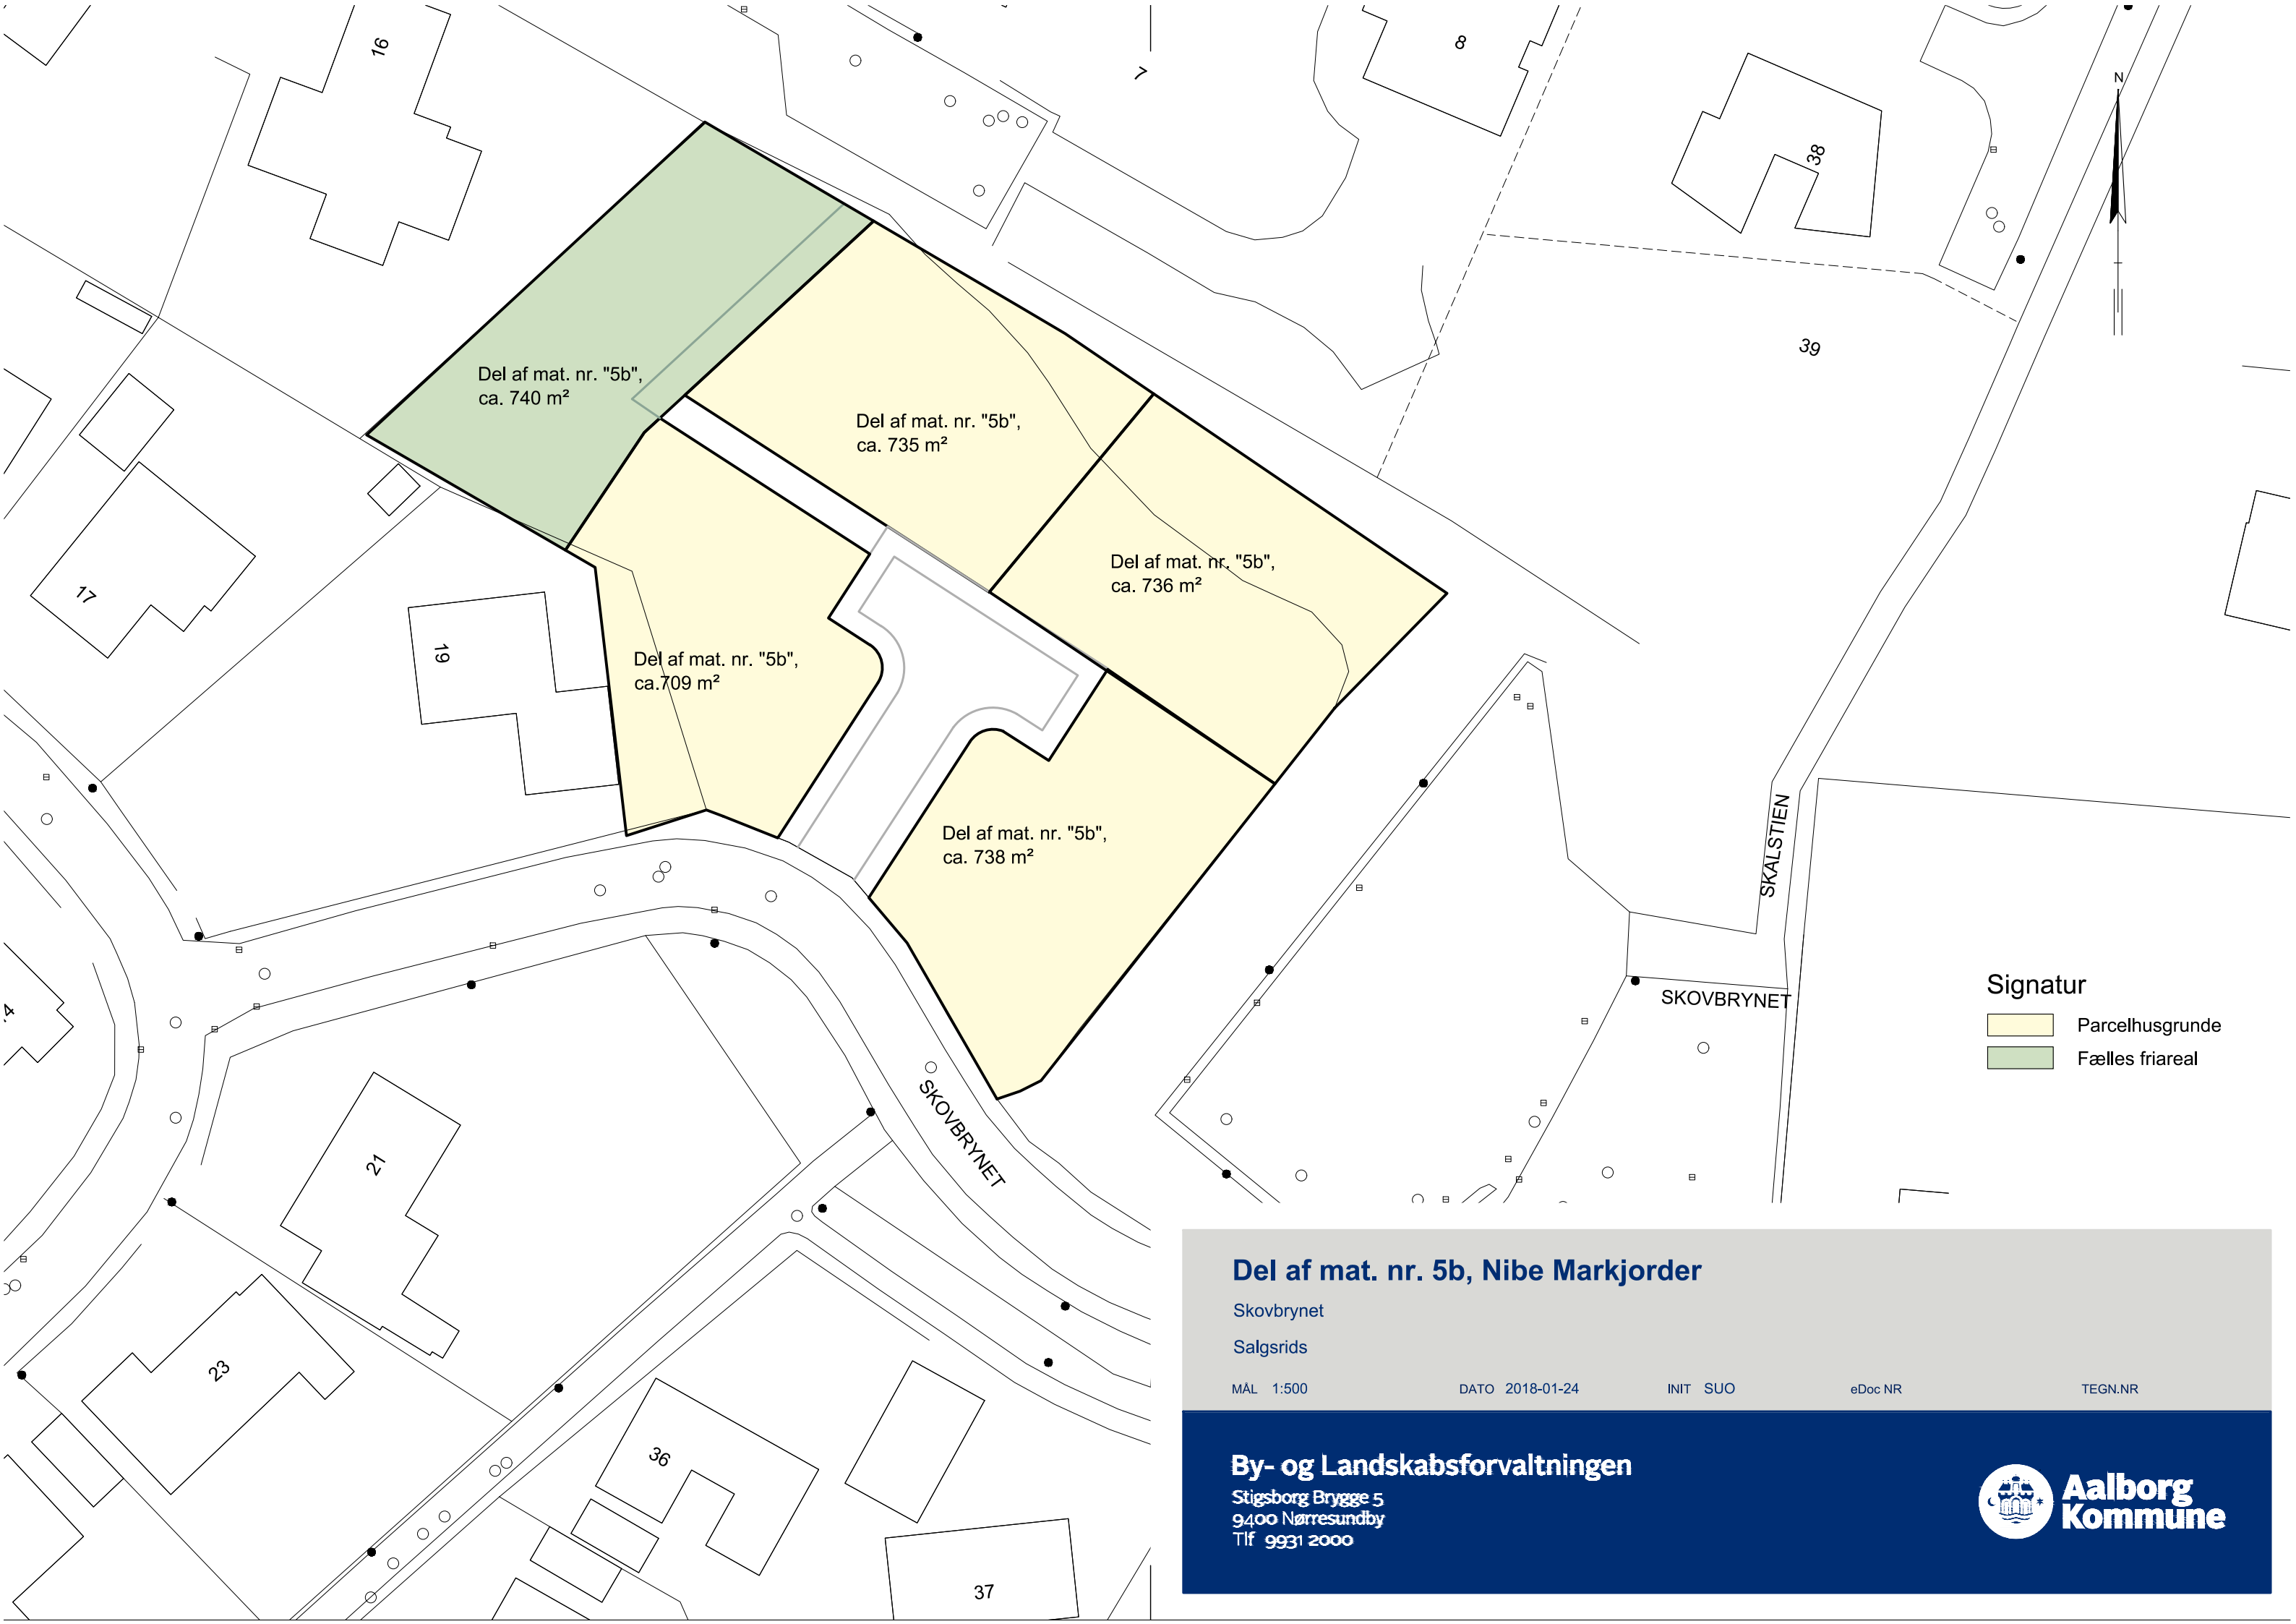 16
7
8
38
N
39
Del af mat. nr. "5b",
ca. 740 m²
Del af mat. nr. "5b",
ca. 735 m²
Del af mat. nr. "5b",
ca. 736 m²
17
19
Del af mat. nr. "5b",
ca.709 m²
Del af mat. nr. "5b",
ca. 738 m²
SKALSTIEN
SKOVBRYNET
Signatur
Parcelhusgrunde
Fælles friareal
SKOVBRYNET
21
23
36
37
Del af mat. nr. 5b, Nibe Markjorder
Skovbrynet
Salgsrids
MÅL 1:500 DATO 2018-01-24 INIT SUO eDoc NR TEGN.NR
By- og Landskabsforvaltningen
Stigsborg Brygge 5
9400 Nørresundby
Tlf 9931 2000
Aalborg
Kommune